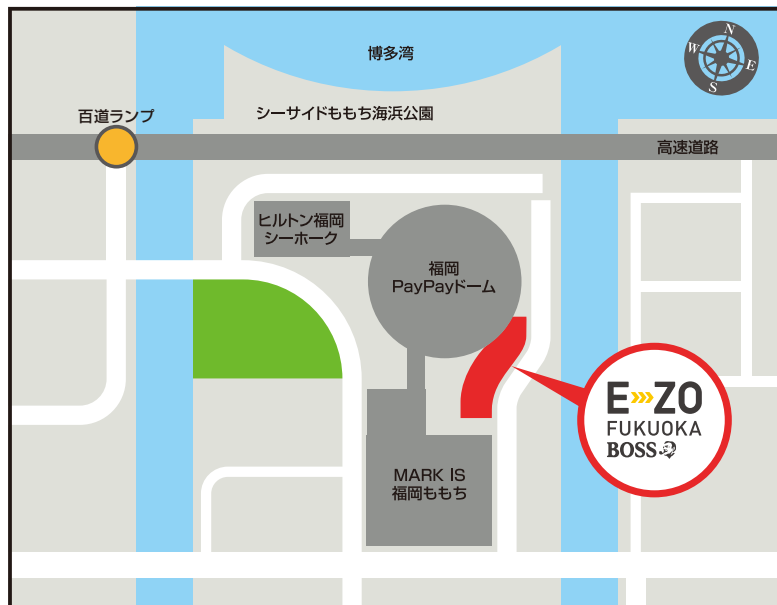 博多湾
N
W
E
S
百道ランプ
シーサイドももち海浜公園
高速道路
ヒルトン福岡
シーホーク
福岡
PayPayドーム
E»»ZO
FUKUOKA
BOSS
MARK IS
福岡ももち